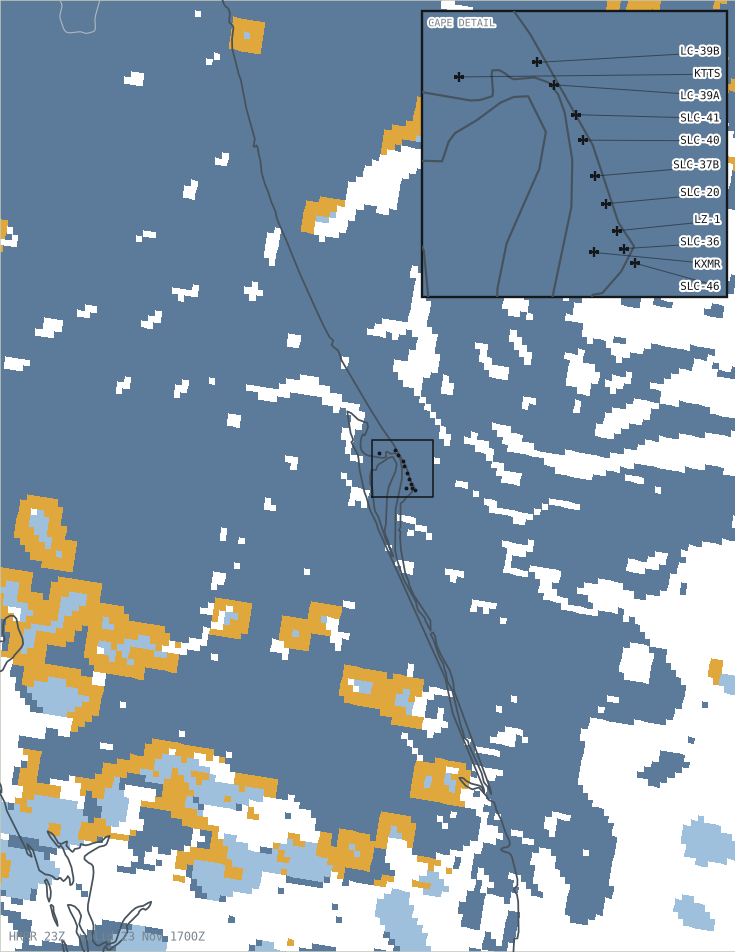 CAPE DETAIL
LC-39B
KTTS
LC-39A
SLC-41
SLC-40
SLC-37B
SLC-20
LZ-1
SLC-36
KXMR
SLC-46
23Z
23 Nov 1700Z